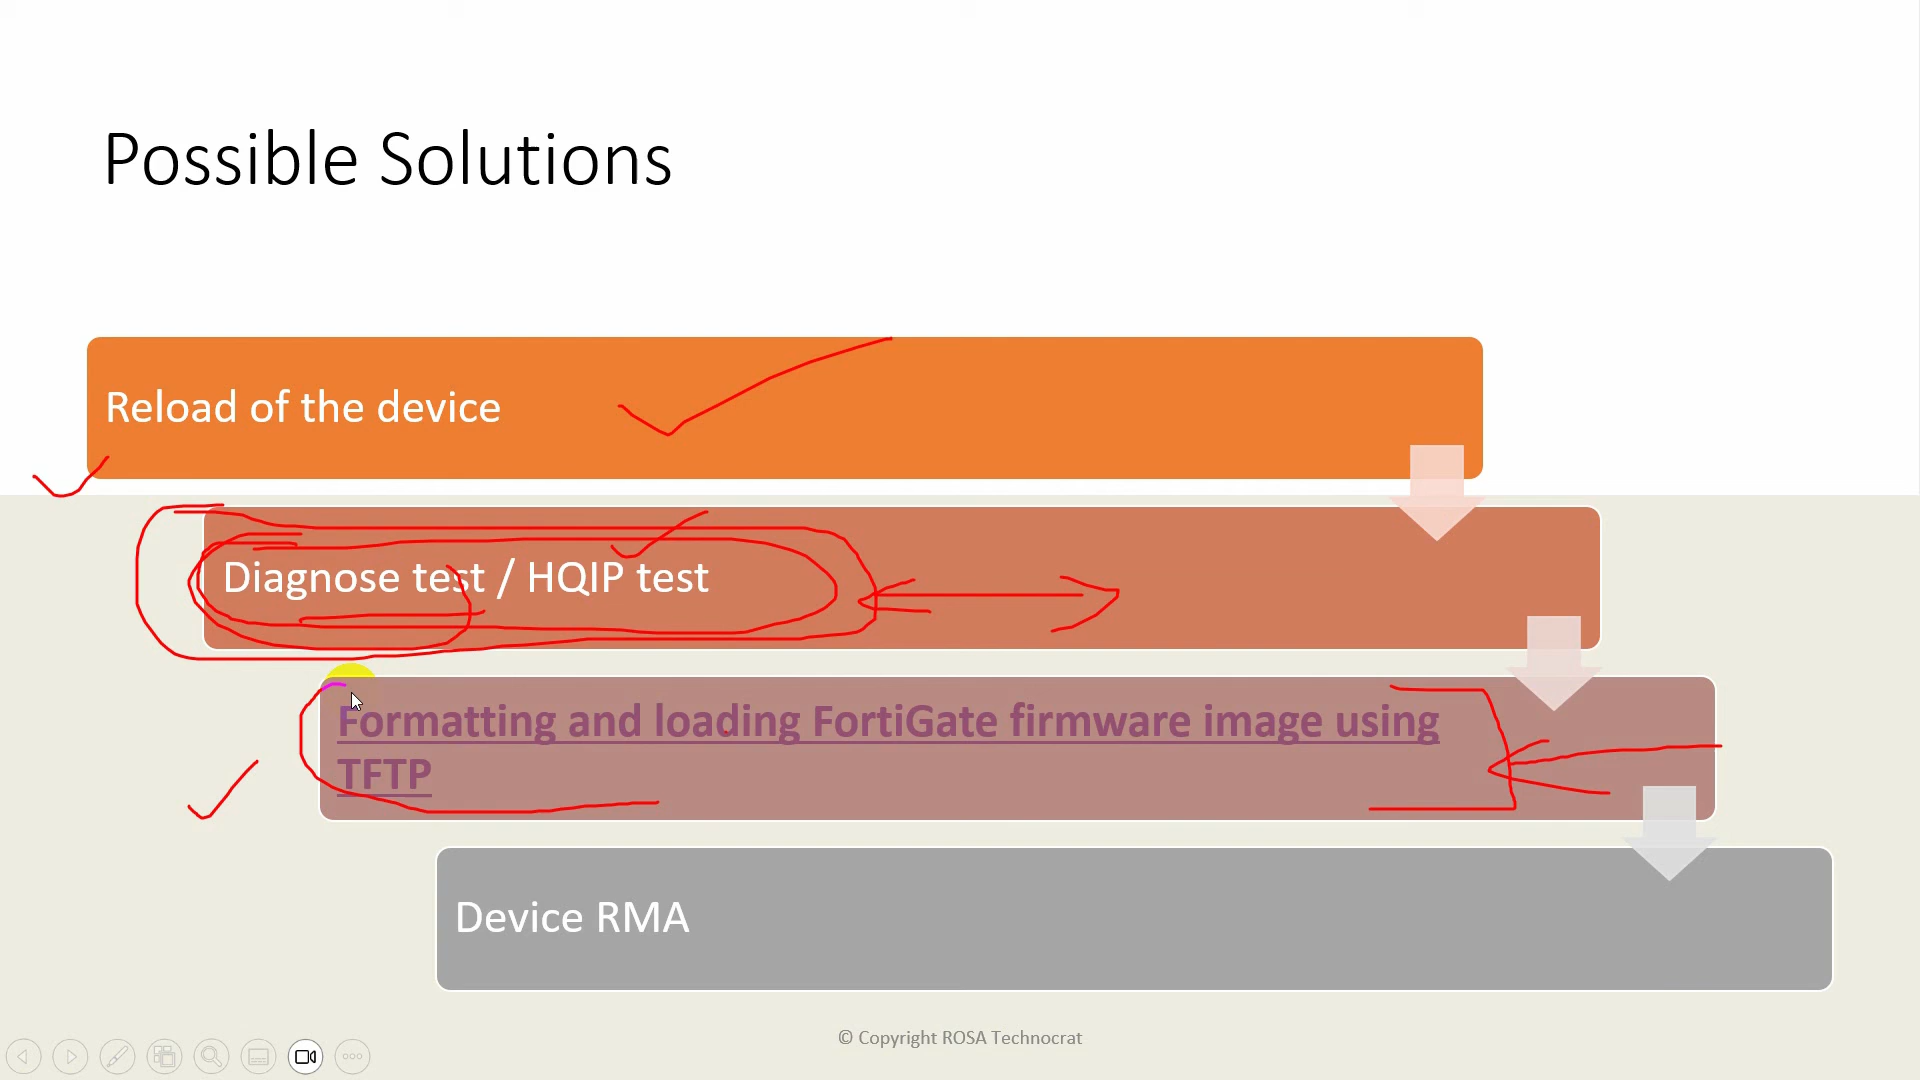 Possible Solutions
Reload of the device
Diagnose test / HQIP test
Formatting and loading FortiGate firmware image using
TFTP
Device RMA
© Copyright ROSA Technocrat